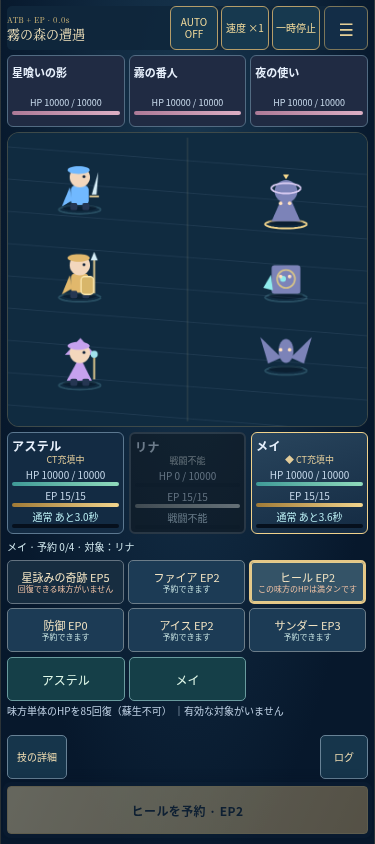 ATB + EP · 0.0s
霧の森の遭遇
AUTO
OFF
速度 ×1
一時停止
☰
星喰いの影
HP 10000 / 10000
霧の番人
HP 10000 / 10000
夜の使い
HP 10000 / 10000
アステル
CT充填中
HP 10000 / 10000
EP 15/15
通常 あと3.0秒
リナ
戦闘不能
HP 0 / 10000
EP 15/15
戦闘不能
メイ
◆ CT充填中
HP 10000 / 10000
EP 15/15
通常 あと3.6秒
メイ · 予約 0/4 · 対象：リナ
星詠みの奇跡 EP5
回復できる味方がいません
ファイア EP2
予約できます
ヒール EP2
この味方のHPは満タンです
防御 EP0
予約できます
アイス EP2
予約できます
サンダー EP3
予約できます
アステル
メイ
味方単体のHPを85回復（蘇生不可）｜有効な対象がいません
技の詳細
ログ
ヒールを予約 · EP2